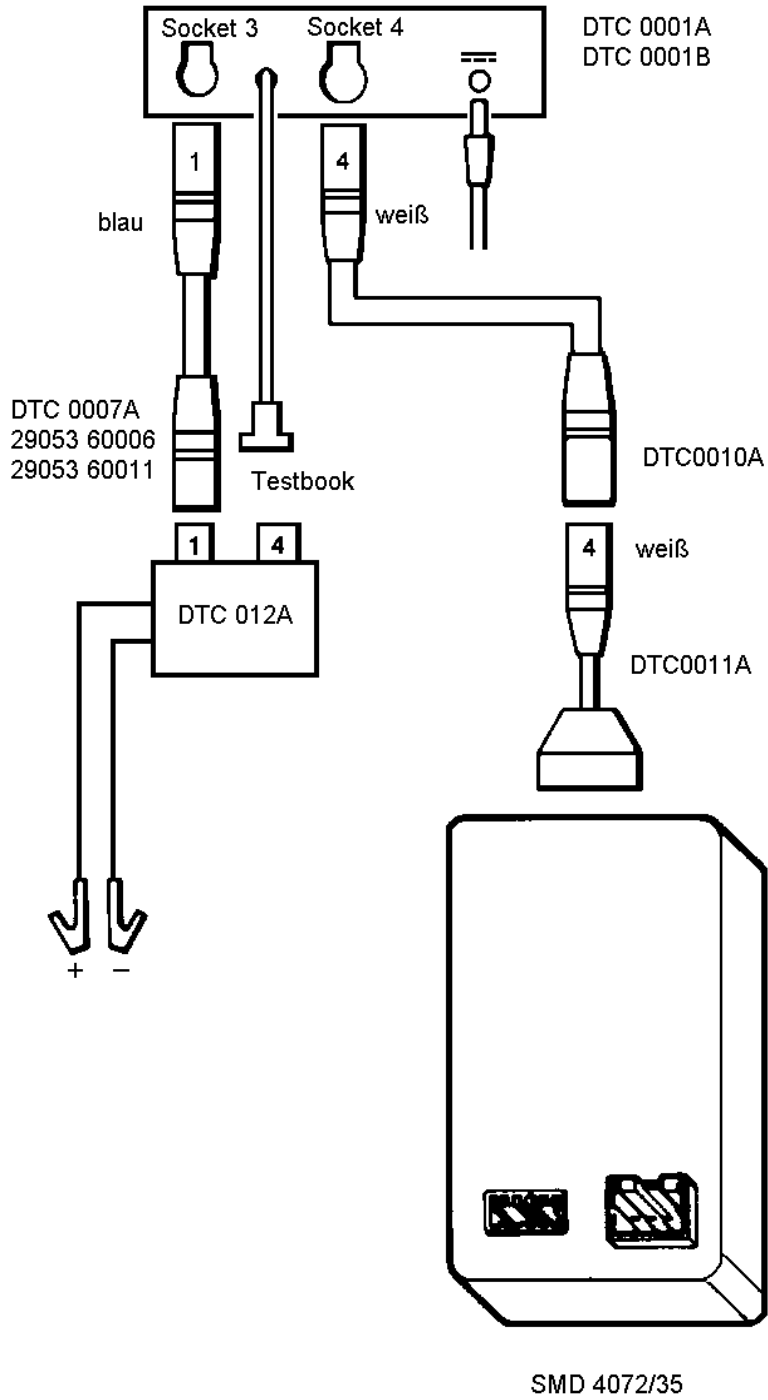 Socket 3
Socket 4
DTC 0001A
DTC 0001B
1
4
blau
weiß
DTC 0007A
29053 60006
29053 60011
Testbook
DTC0010A
1
4
4
weiß
DTC 012A
DTC0011A
+ −
SMD 4072/35